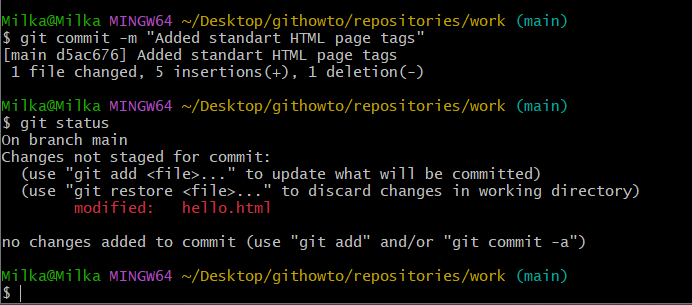 Milka@Milka MINGW64 ~/Desktop/githowto/repositories/work (main)
$ git commit -m "Added standart HTML page tags"
[main d5ac676] Added standart HTML page tags
 1 file changed, 5 insertions(+), 1 deletion(-)

Milka@Milka MINGW64 ~/Desktop/githowto/repositories/work (main)
$ git status
On branch main
Changes not staged for commit:
  (use "git add <file>..." to update what will be committed)
  (use "git restore <file>..." to discard changes in working directory)
        modified:   hello.html

no changes added to commit (use "git add" and/or "git commit -a")

Milka@Milka MINGW64 ~/Desktop/githowto/repositories/work (main)
$